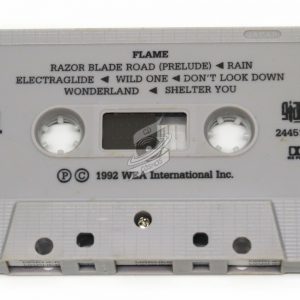 FLAME
RAZOR BLADE ROAD (PRELUDE) ◄ RAIN
ELECTRAGLIDE ◄ WILD ONE ◄ DON'T LOOK DOWN
WONDERLAND ◄ SHELTER YOU
2445
Ⓟ Ⓒ 1992 WEA International Inc.